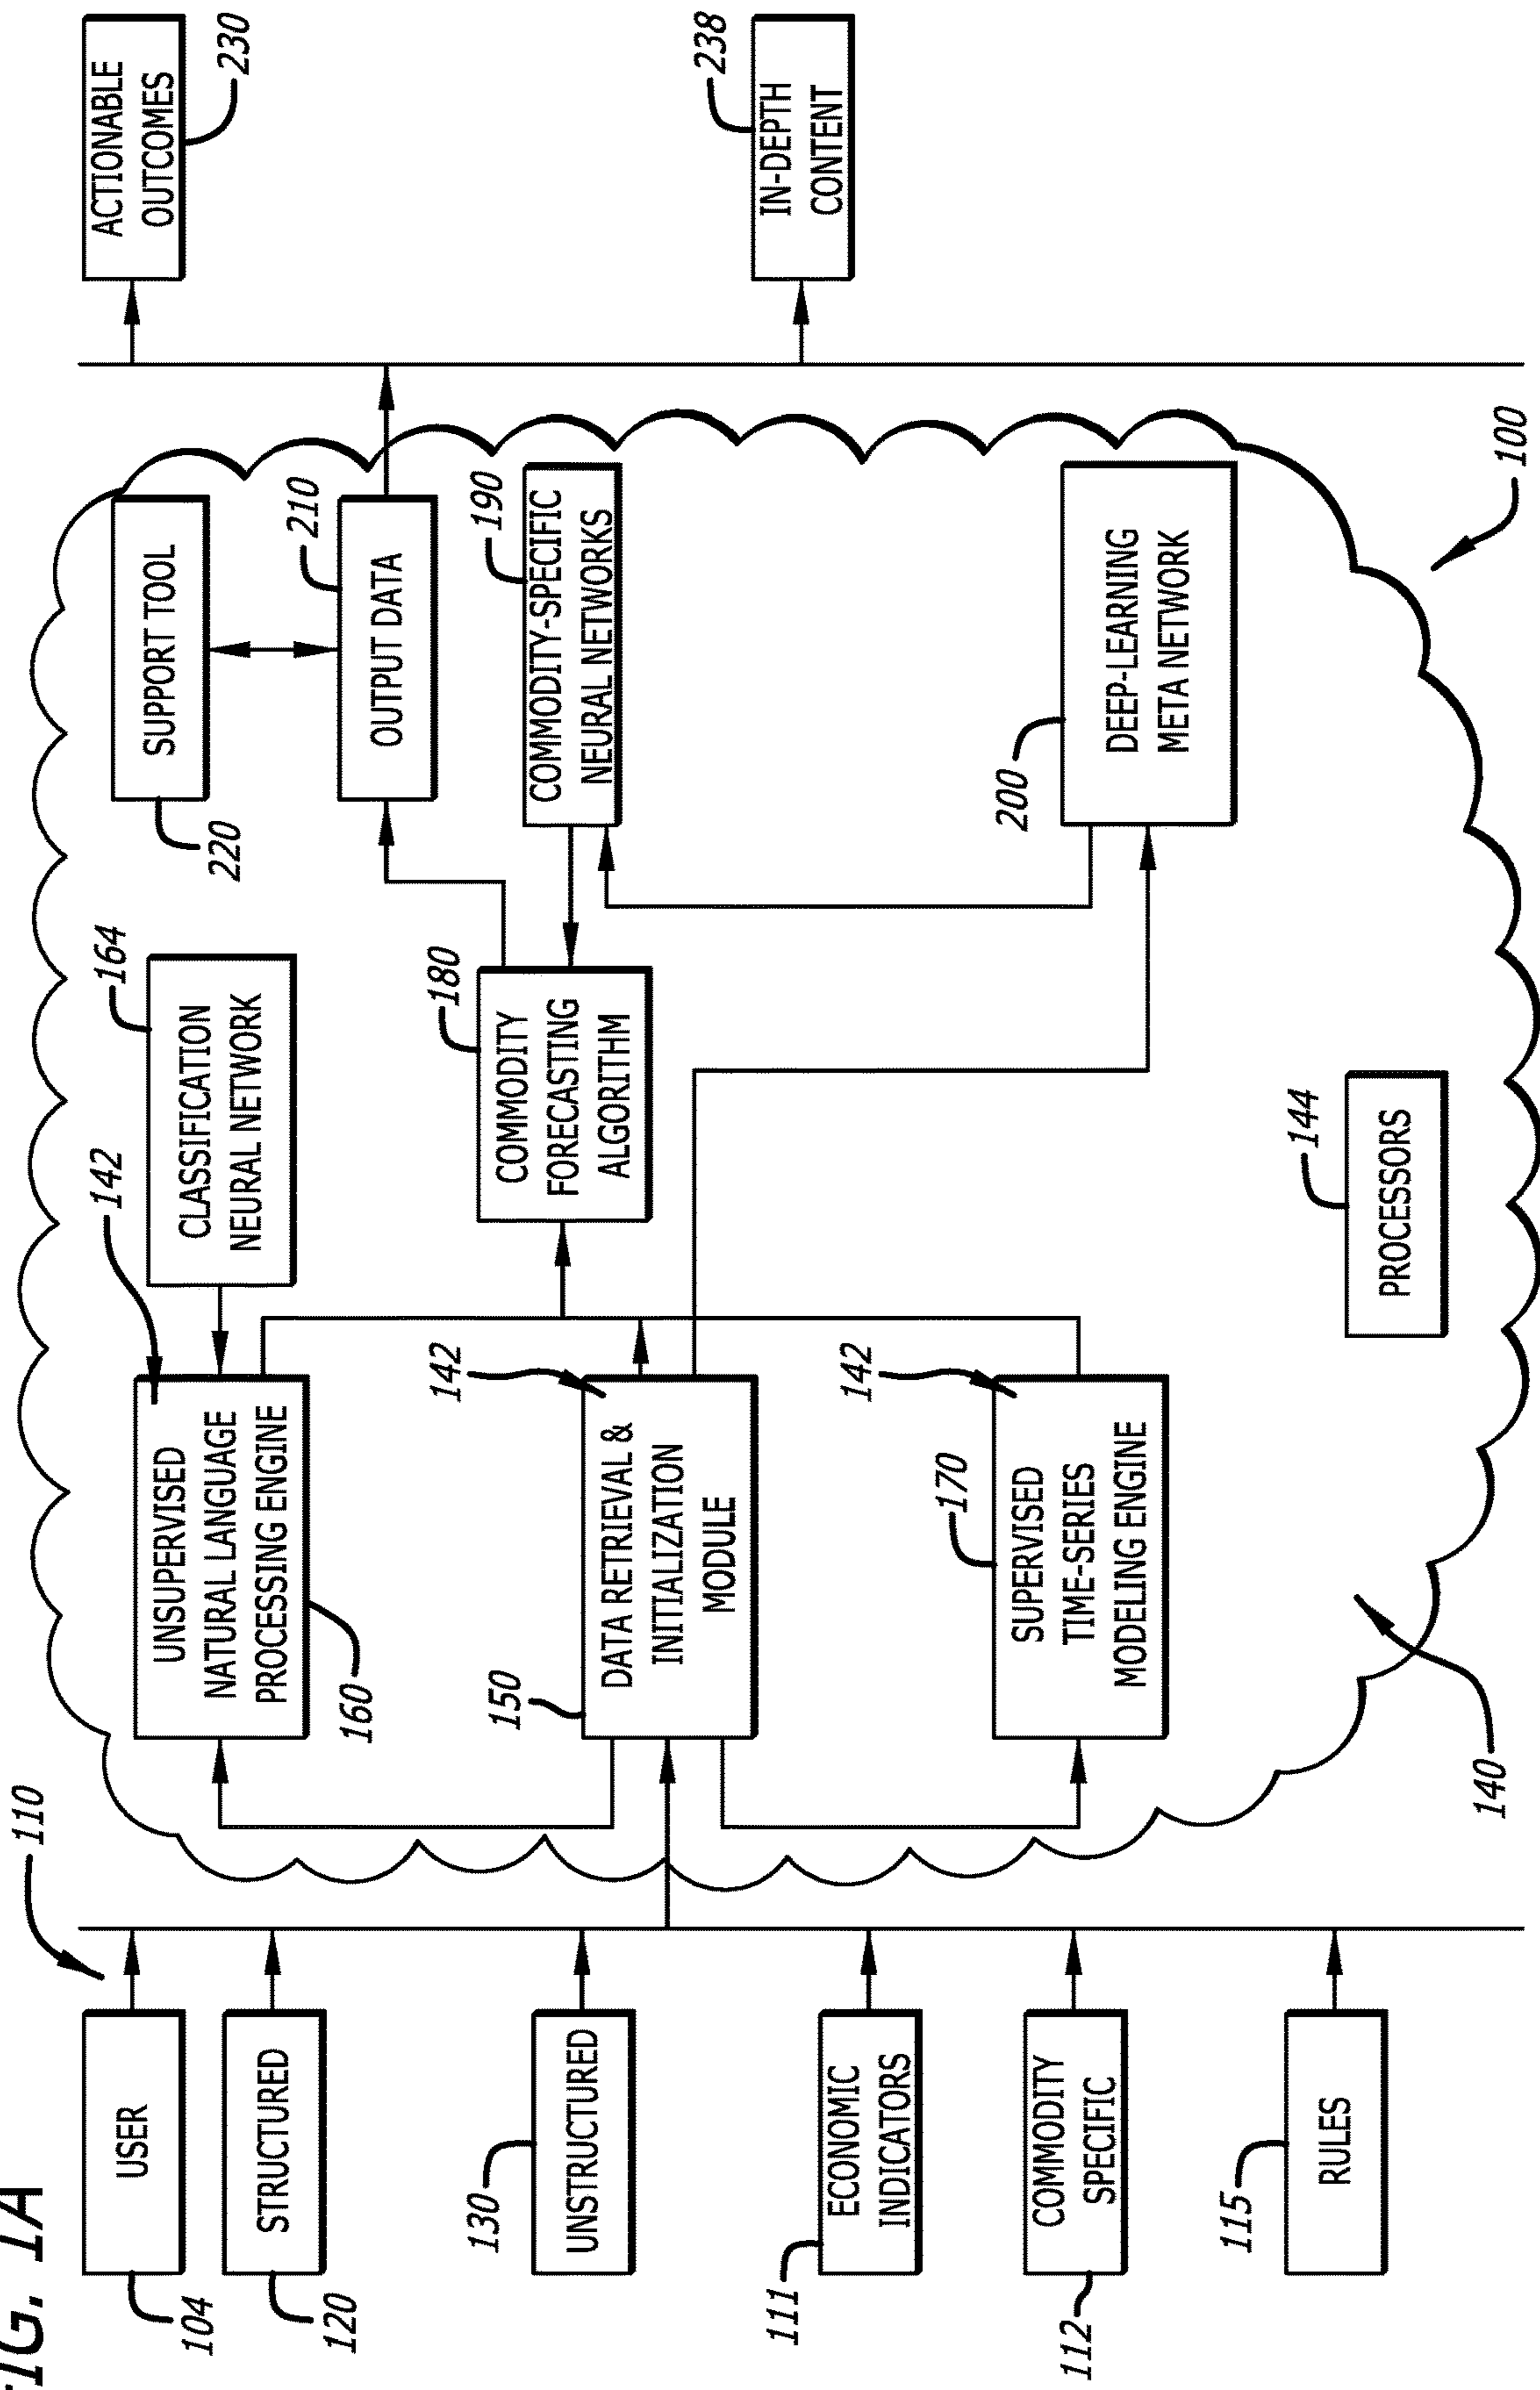 FIG. 1A
110
USER
104
STRUCTURED
120
UNSTRUCTURED
130
ECONOMIC
INDICATORS
111
COMMODITY
SPECIFIC
112
RULES
115
142
UNSUPERVISED
NATURAL LANGUAGE
PROCESSING ENGINE
160
164
CLASSIFICATION
NEURAL NETWORK
142
DATA RETRIEVAL &
INITIALIZATION
MODULE
150
142
SUPERVISED
TIME-SERIES
MODELING ENGINE
170
180
COMMODITY
FORECASTING
ALGORITHM
SUPPORT TOOL
220
210
OUTPUT DATA
190
COMMODITY-SPECIFIC
NEURAL NETWORKS
200
DEEP-LEARNING
META NETWORK
144
PROCESSORS
140
100
ACTIONABLE
OUTCOMES
230
238
IN-DEPTH
CONTENT